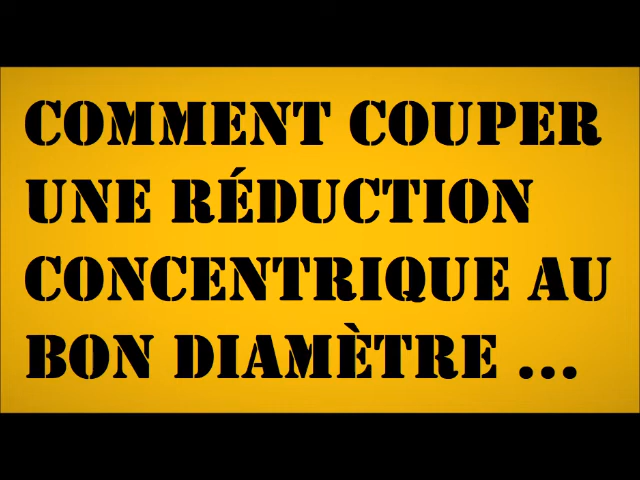 COMMENT COUPER
UNE RÉDUCTION
CONCENTRIQUE AU
BON DIAMÈTRE ...